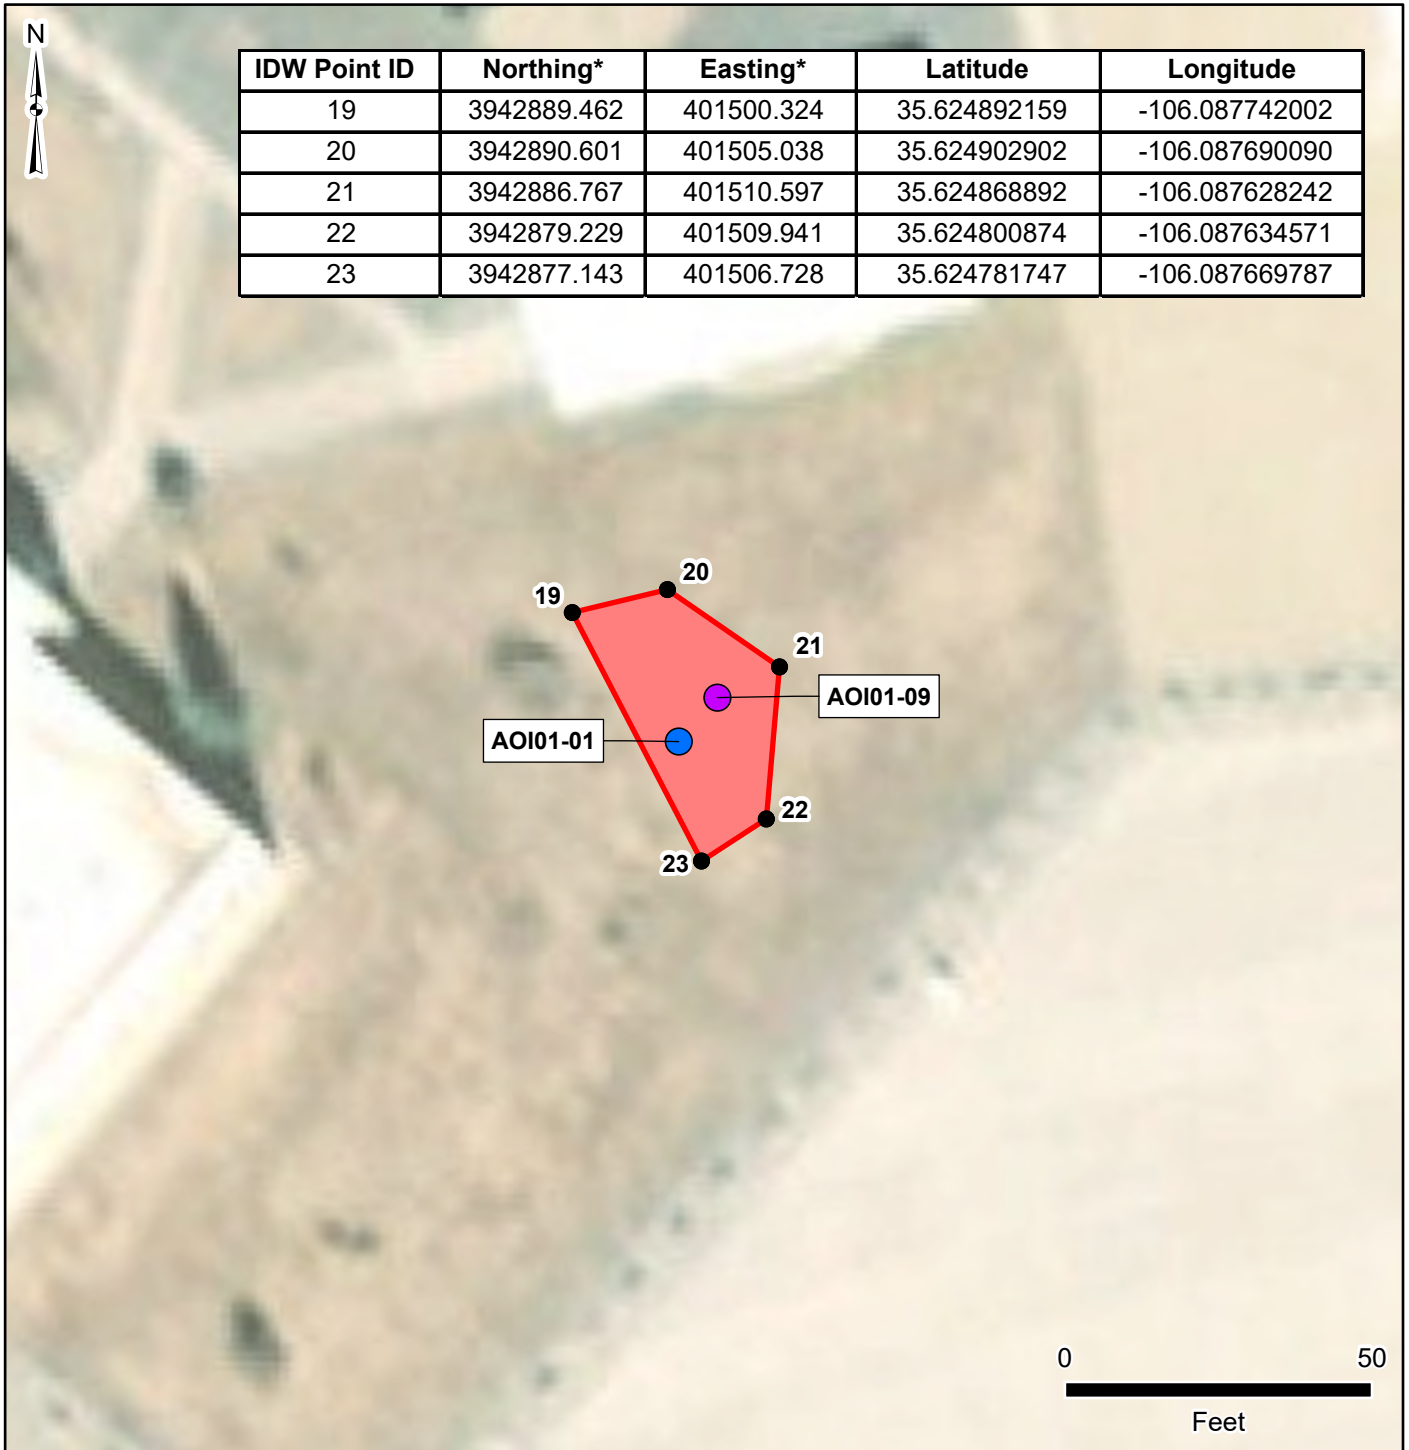 N
IDW Point ID Northing* Easting* Latitude Longitude
19 3942889.462 401500.324 35.624892159 -106.087742002
20 3942890.601 401505.038 35.624902902 -106.087690090
21 3942886.767 401510.597 35.624868892 -106.087628242
22 3942879.229 401509.941 35.624800874 -106.087634571
23 3942877.143 401506.728 35.624781747 -106.087669787
20
19
21
AOI01-09
AOI01-01
22
23
0 50
Feet